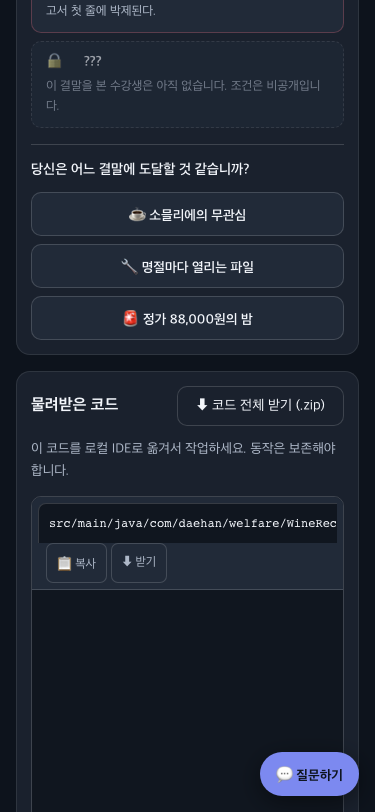 고서 첫 줄에 박제된다.
🔒 ???
이 결말을 본 수강생은 아직 없습니다. 조건은 비공개입니
다.
당신은 어느 결말에 도달할 것 같습니까?
☕ 소믈리에의 무관심
🔧 명절마다 열리는 파일
🚨 정가 88,000원의 밤
물려받은 코드
⬇ 코드 전체 받기 (.zip)
이 코드를 로컬 IDE로 옮겨서 작업하세요. 동작은 보존해야
합니다.
src/main/java/com/daehan/welfare/WineRec
📋 복사
⬇ 받기
💬 질문하기